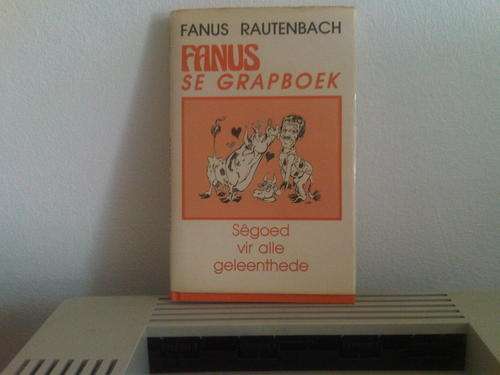 FANUS RAUTENBACH
FANUS
SE GRAPBOEK
Sêgoed
vir alle
geleenthede